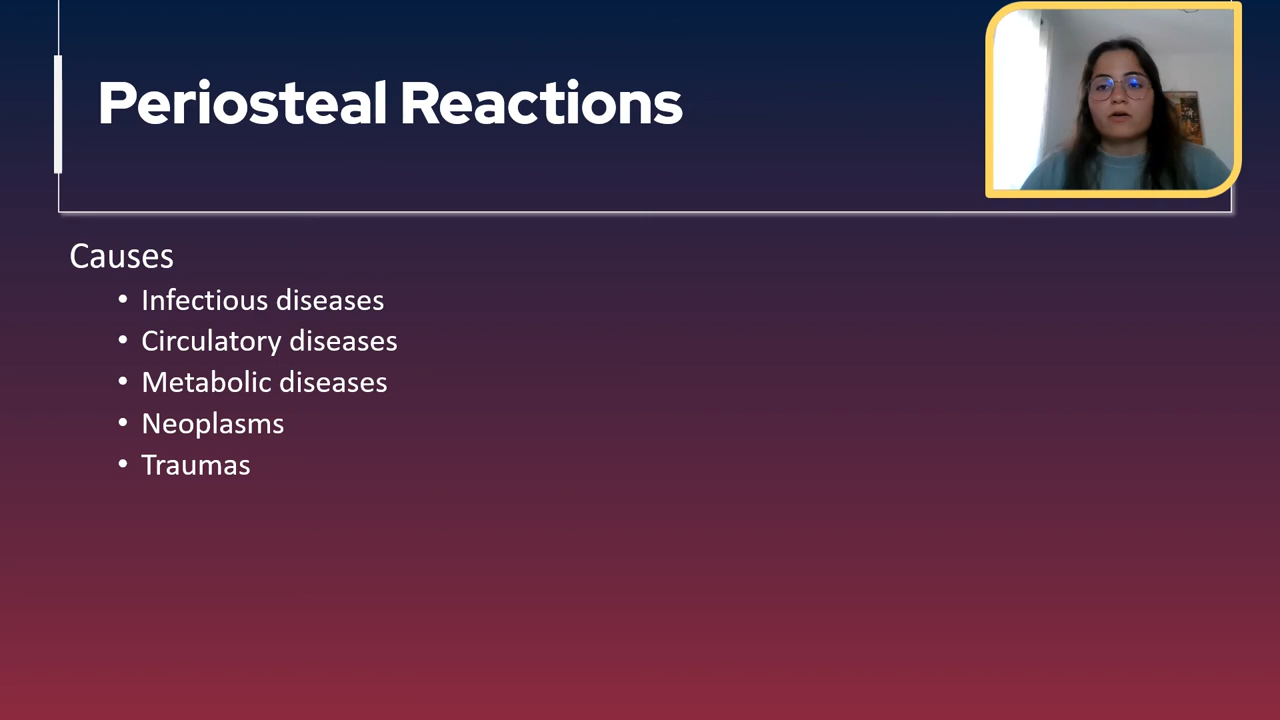 Periosteal Reactions
Causes
• Infectious diseases
• Circulatory diseases
• Metabolic diseases
• Neoplasms
• Traumas